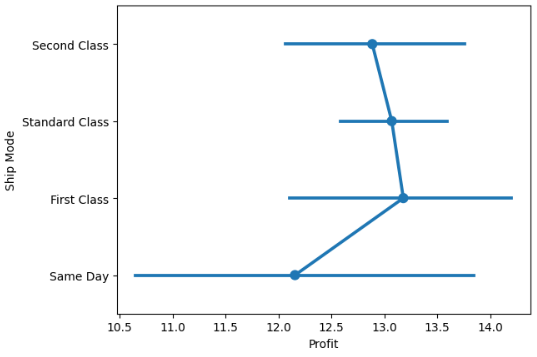 Ship Mode
Second Class
Standard Class
First Class
Same Day
10.5 11.0 11.5 12.0 12.5 13.0 13.5 14.0
Profit